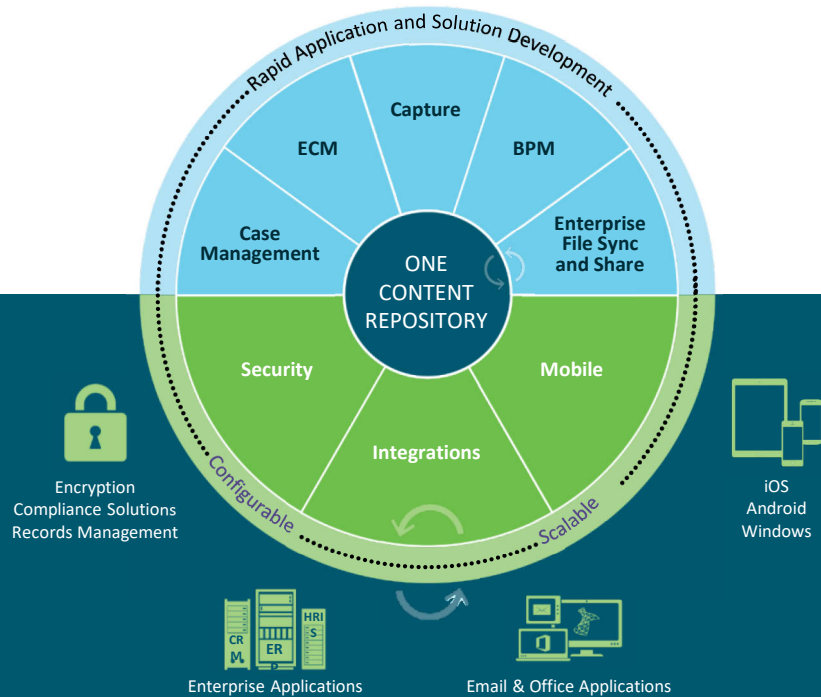 Rapid Application and Solution Development
Capture
ECM
BPM
Case
Management
Enterprise
File Sync
and Share
ONE
CONTENT
REPOSITORY
Security
Mobile
Integrations
Configurable
Scalable
Encryption
Compliance Solutions
Records Management
iOS
Android
Windows
CR
M
ER
P
HRI
S
Enterprise Applications
Email & Office Applications